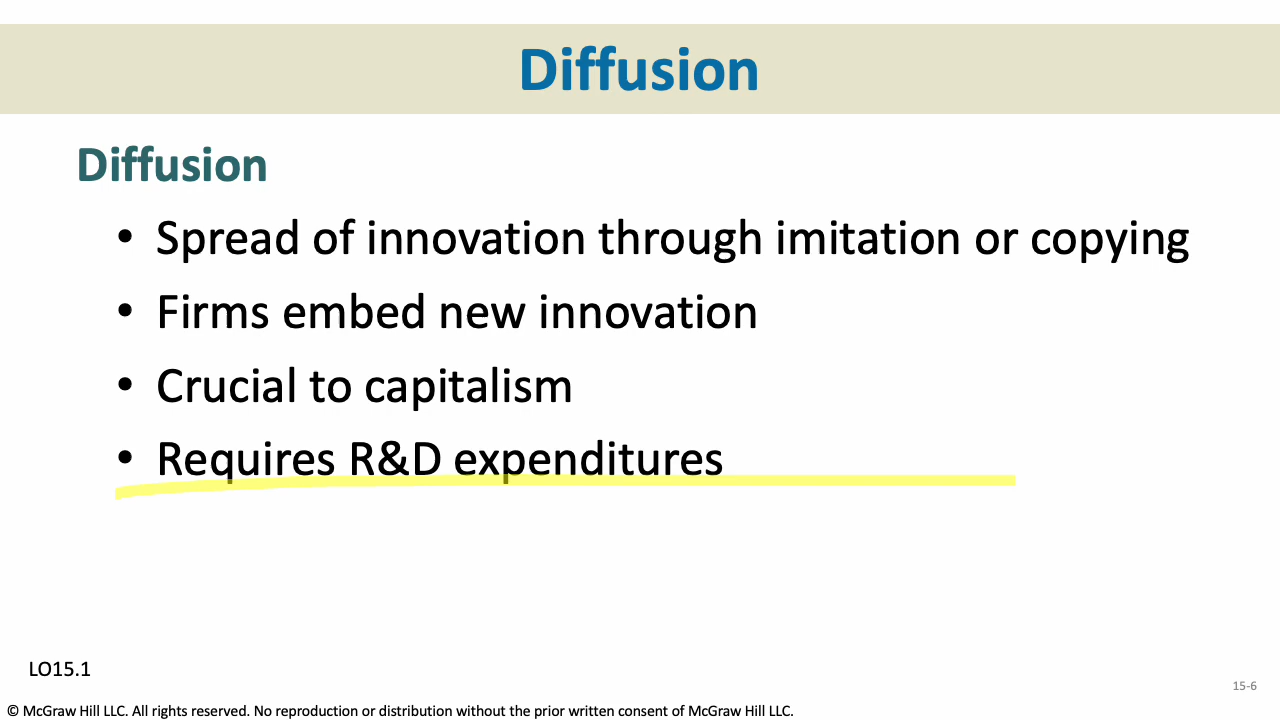 Diffusion
Diffusion
• Spread of innovation through imitation or copying
• Firms embed new innovation
• Crucial to capitalism
• Requires R&D expenditures
LO15.1
15-6
© McGraw Hill LLC. All rights reserved. No reproduction or distribution without the prior written consent of McGraw Hill LLC.